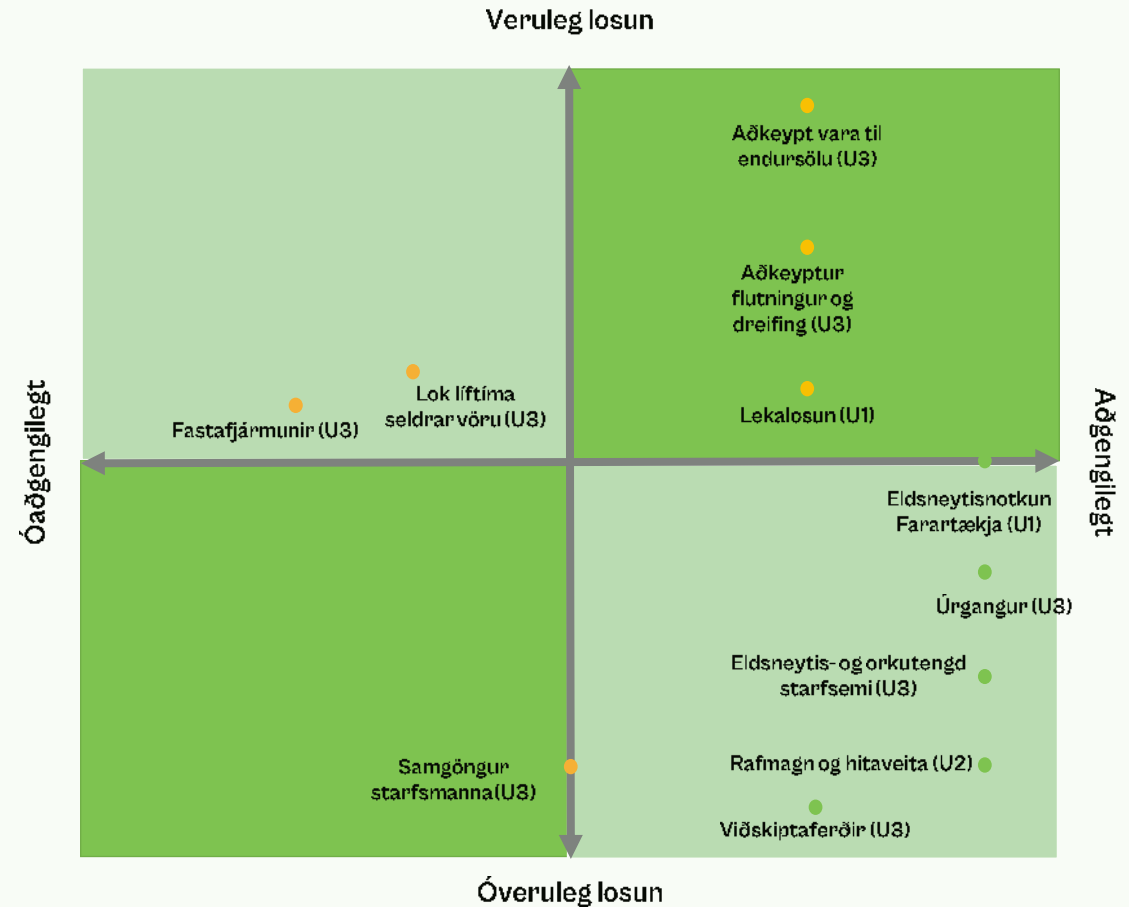 Veruleg losun
Aðkeypt vara til
endursölu (U3)
Aðkeyptur
flutningur og
dreifing (U3)
Lekalosun (U1)
Lok líftíma
seldrar vöru (U3)
Fastafjármunir (U3)
Óaðgengilegt
Aðgengilegt
Eldsneytisnotkun
Farartækja (U1)
Úrgangur (U3)
Eldsneytis- og orkutengd
starfsemi (U3)
Rafmagn og hitaveita (U2)
Samgöngur
starfsmanna (U3)
Viðskiptaferðir (U3)
Óveruleg losun